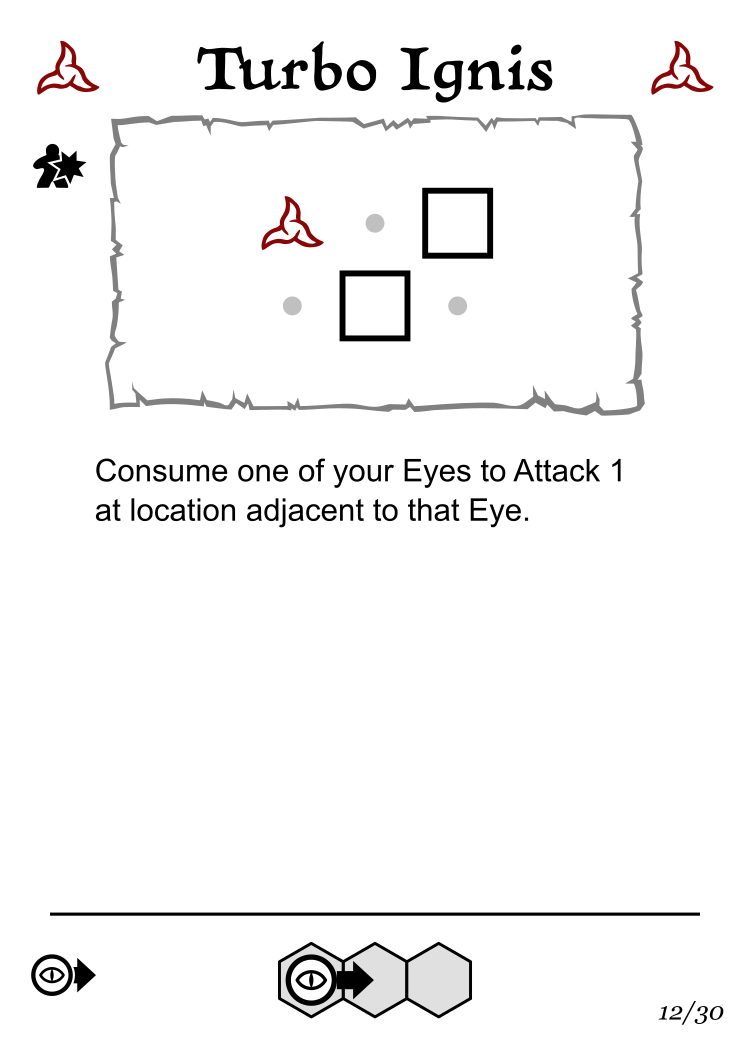 Turbo Ignis
Consume one of your Eyes to Attack 1
at location adjacent to that Eye.
12/30